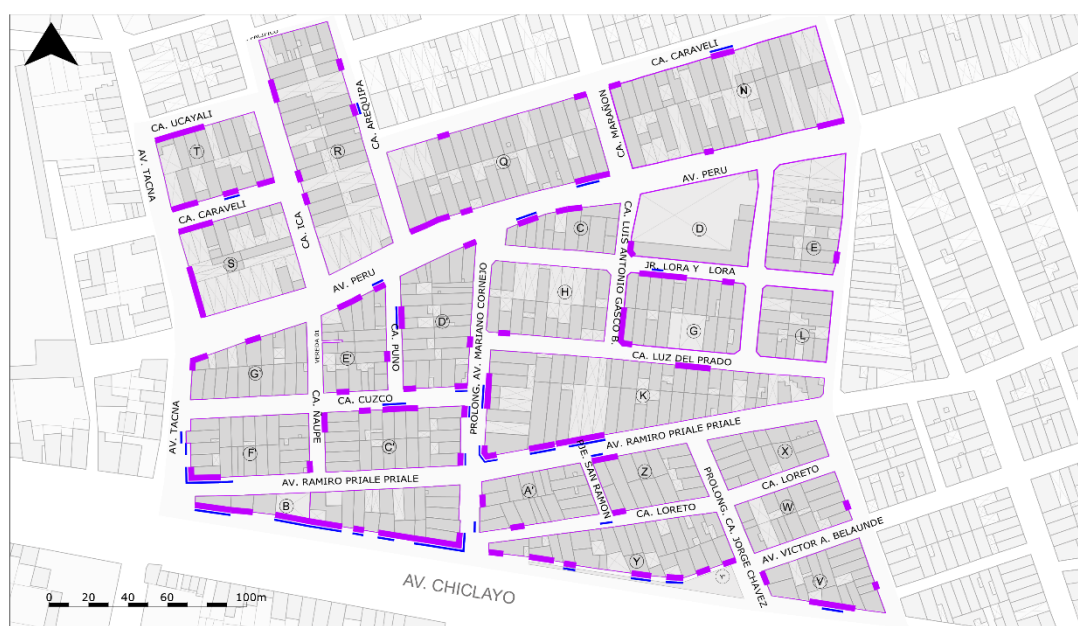 CA. CARAVELI
N
CA. UCAYALI
T
R
CA. AREQUIPA
CA. MARAÑON
Q
AV. TACNA
CA. CARAVELI
CA. ICA
S
AV. PERU
D
E
C
CA. LUIS ANTONIO GASCO B.
JR. LORA Y LORA
AV. PERU
H
D'
G
L
PROLONG. AV. MARIANO CORNEJO
VEREDA 01
E'
CA. PUNO
G
CA. LUZ DEL PRADO
K
CA. CUZCO
CA. NAUPE
AV. TACNA
F'
C'
AV. RAMIRO PRIALE PRIALE
X
AV. RAMIRO PRIALE PRIALE
PJE. SAN RAMON
Z
PROLONG. CA. JORGE CHAVEZ
CA. LORETO
A'
B
CA. LORETO
W
AV. VICTOR A. BELAUNDE
Y
V
Y'
AV. CHICLAYO
0 20 40 60 100m